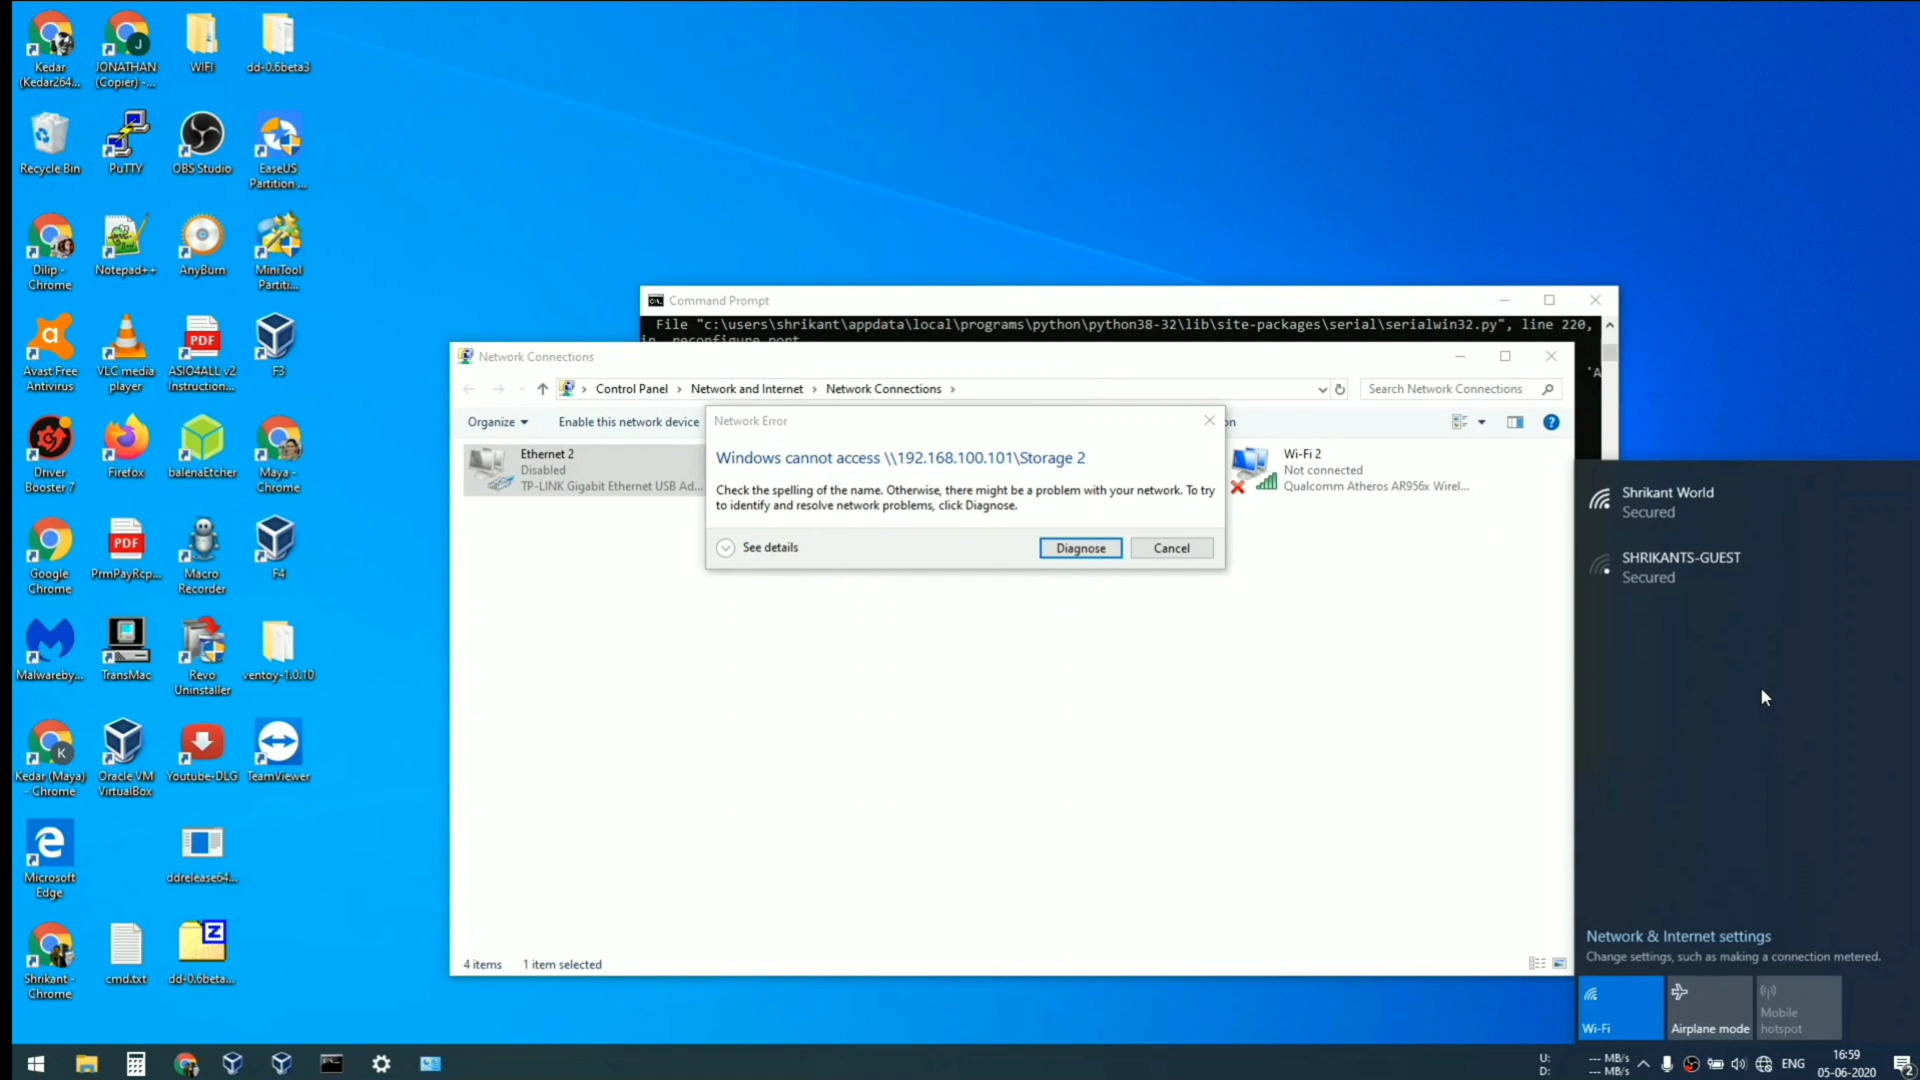 Kedar
(Kedar264...
JONATHAN
(Copier) -...
WIFI
dd-0.6beta3
Recycle Bin
PuTTY
OBS Studio
EaseUS
Partition ...
Dilip -
Chrome
Notepad++
AnyBurn
MiniTool
Partiti...
Avast Free
Antivirus
VLC media
player
PDF
ASIO4ALL v2
Instruction...
F3
Driver
Booster 7
Firefox
balenaEtcher
Maya -
Chrome
Google
Chrome
PDF
PrmPayRcp...
Macro
Recorder
F4
Malwareby...
TransMac
Revo
Uninstaller
ventoy-1.0.10
K
Kedar (Maya)
- Chrome
Oracle VM
VirtualBox
Youtube-DLG
TeamViewer
Microsoft
Edge
ddrelease64...
Shrikant -
Chrome
cmd.txt
dd-0.6beta...
Command Prompt
File "c:\users\shrikant\appdata\local\programs\python\python38-32\lib\site-packages\serial\serialwin32.py", line 220,
in _reconfigure_port
'A
Network Connections
Control Panel > Network and Internet > Network Connections >
Search Network Connections
Organize
Enable this network device
on
Ethernet 2
Disabled
TP-LINK Gigabit Ethernet USB Ad...
Wi-Fi 2
Not connected
Qualcomm Atheros AR956x Wirel...
Network Error
Windows cannot access \\192.168.100.101\Storage 2
Check the spelling of the name. Otherwise, there might be a problem with your network. To try
to identify and resolve network problems, click Diagnose.
See details
Diagnose
Cancel
4 items
1 item selected
Shrikant World
Secured
SHRIKANTS-GUEST
Secured
Network & Internet settings
Change settings, such as making a connection metered.
Wi-Fi
Airplane mode
Mobile
hotspot
U: --- MB/s
D: --- MB/s
ENG
16:59
05-06-2020
2